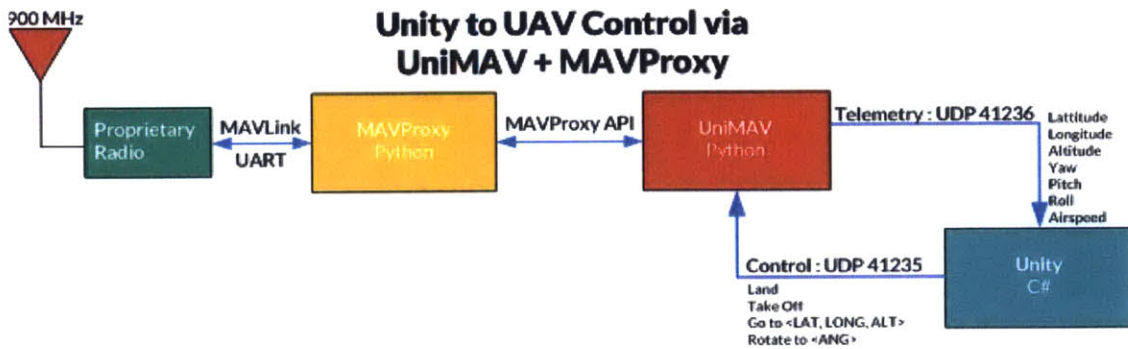 900 MHz
Unity to UAV Control via
UniMAV + MAVProxy
Proprietary
Radio
MAVLink
UART
MAVProxy
Python
MAVProxy API
UniMAV
Python
Telemetry : UDP 41236
Lattitude
Longitude
Altitude
Yaw
Pitch
Roll
Airspeed
Control : UDP 41235
Land
Take Off
Go to <LAT, LONG, ALT>
Rotate to <ANG>
Unity
C#